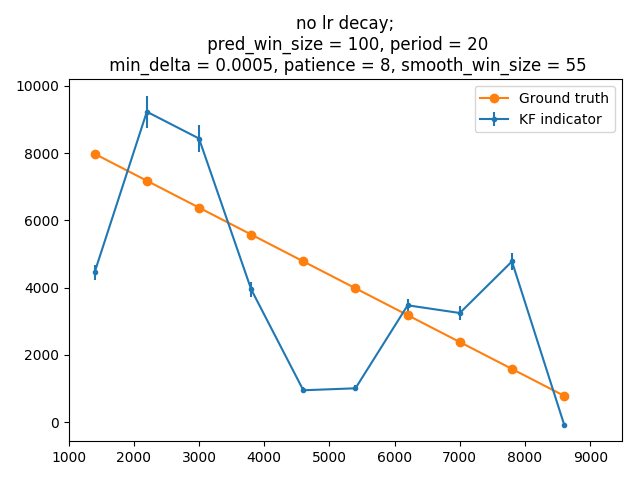 no lr decay;
pred_win_size = 100, period = 20
min_delta = 0.0005, patience = 8, smooth_win_size = 55
Ground truth
KF indicator
10000
8000
6000
4000
2000
0
1000 2000 3000 4000 5000 6000 7000 8000 9000